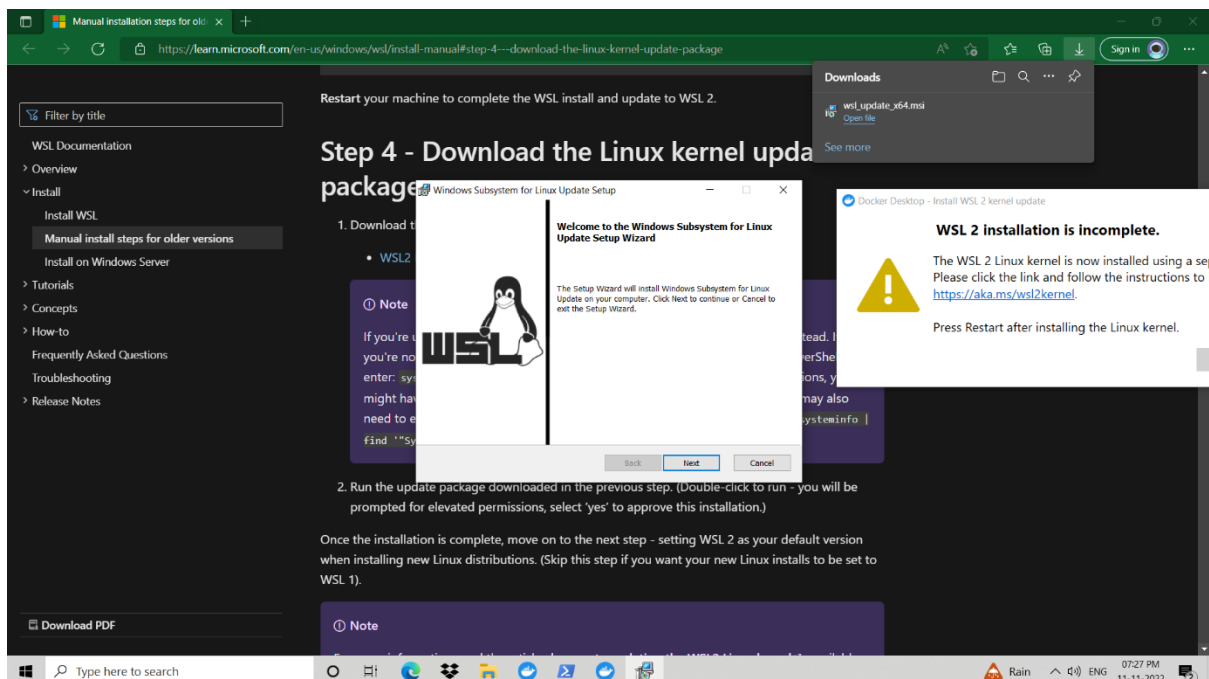 Manual installation steps for old
https://learn.microsoft.com/en-us/windows/wsl/install-manual#step-4---download-the-linux-kernel-update-package
Sign in
Downloads
wsl_update_x64.msi
Open file
See more
Filter by title
WSL Documentation
Overview
Install
Install WSL
Manual install steps for older versions
Install on Windows Server
Tutorials
Concepts
How-to
Frequently Asked Questions
Troubleshooting
Release Notes
Download PDF
Restart your machine to complete the WSL install and update to WSL 2.
Step 4 - Download the Linux kernel upda
package
1. Download t
• WSL2
Note
If you're u
tead. I
you're no
erShe
enter: sys
ions, y
might hav
may also
need to e
systeminfo |
find '"Sy
2. Run the update package downloaded in the previous step. (Double-click to run - you will be
prompted for elevated permissions, select 'yes' to approve this installation.)
Once the installation is complete, move on to the next step - setting WSL 2 as your default version
when installing new Linux distributions. (Skip this step if you want your new Linux installs to be set to
WSL 1).
Note
Windows Subsystem for Linux Update Setup
Welcome to the Windows Subsystem for Linux
Update Setup Wizard
The Setup Wizard will install Windows Subsystem for Linux
Update on your computer. Click Next to continue or Cancel to
exit the Setup Wizard.
WSL
Back Next Cancel
Docker Desktop - Install WSL 2 kernel update
WSL 2 installation is incomplete.
The WSL 2 Linux kernel is now installed using a se
Please click the link and follow the instructions to
https://aka.ms/wsl2kernel.
Press Restart after installing the Linux kernel.
Type here to search
Rain
ENG
07:27 PM
11-11-2022